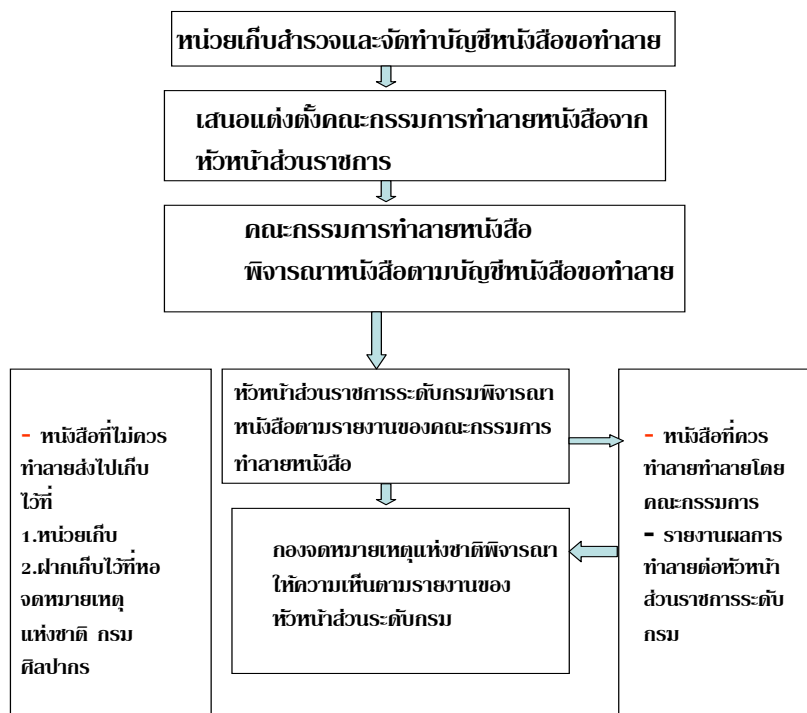 หน่วยเก็บสำรวจและจัดทำบัญชีหนังสือขอทำลาย
เสนอแต่งตั้งคณะกรรมการทำลายหนังสือจาก
หัวหน้าส่วนราชการ
คณะกรรมการทำลายหนังสือ
พิจารณาหนังสือตามบัญชีหนังสือขอทำลาย
หัวหน้าส่วนราชการระดับกรมพิจารณา
หนังสือตามรายงานของคณะกรรมการ
ทำลายหนังสือ
- หนังสือที่ไม่ควร
ทำลายส่งไปเก็บ
ไว้ที่
1.หน่วยเก็บ
2.ฝากเก็บไว้ที่หอ
จดหมายเหตุ
แห่งชาติ กรม
ศิลปากร
- หนังสือที่ควร
ทำลายทำลายโดย
คณะกรรมการ
- รายงานผลการ
ทำลายต่อหัวหน้า
ส่วนราชการระดับ
กรม
กองจดหมายเหตุแห่งชาติพิจารณา
ให้ความเห็นตามรายงานของ
หัวหน้าส่วนระดับกรม